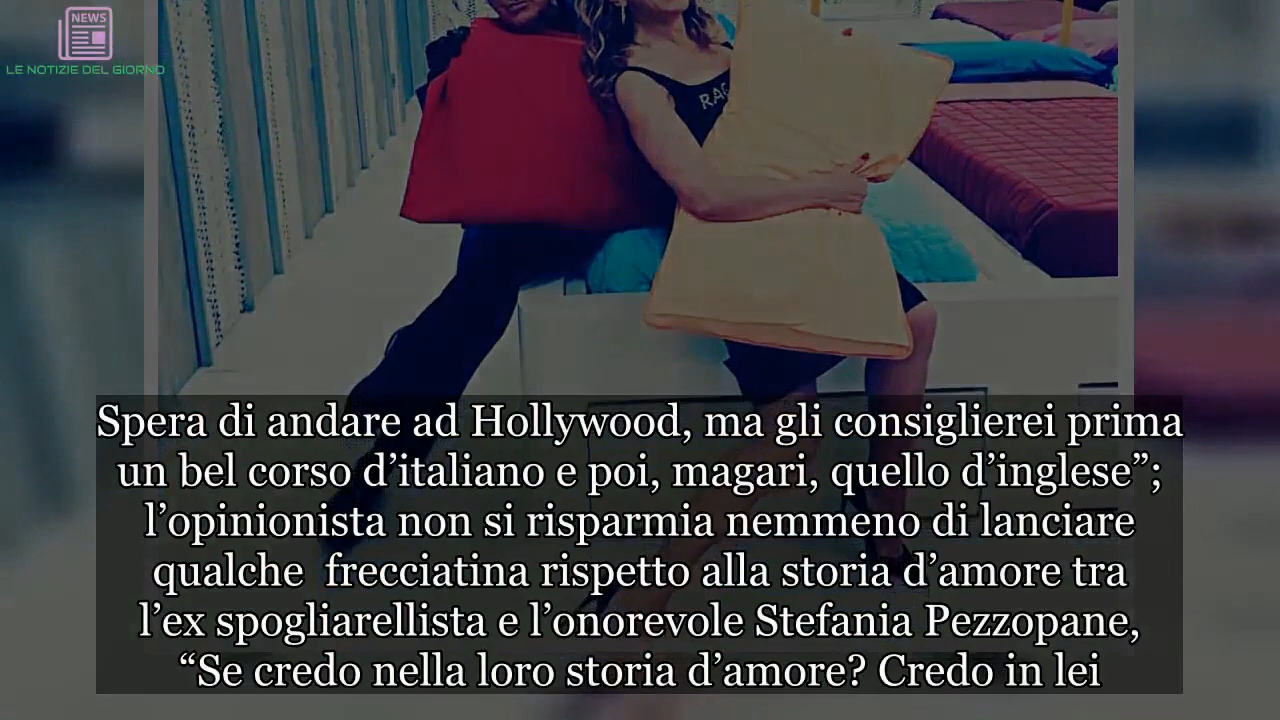 NEWS
LE NOTIZIE DEL GIORNO
Spera di andare ad Hollywood, ma gli consiglierei prima
un bel corso d’italiano e poi, magari, quello d’inglese”;
l’opinionista non si risparmia nemmeno di lanciare
qualche  frecciatina rispetto alla storia d’amore tra
l’ex spogliarellista e l’onorevole Stefania Pezzopane,
“Se credo nella loro storia d’amore? Credo in lei